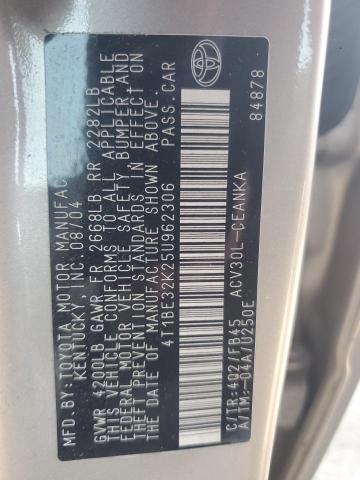 MFD BY:
TOYOTA MOTOR MANUFAC
KENTUCKY, INC. 08/04
GVWR 4200LB GAWR FR 2668LB RR 2282LB
THIS VEHICLE CONFORMS TO ALL APPLICABLE
FEDERAL MOTOR VEHICLE SAFETY, BUMPER AND
THEFT PREVENTION STANDARDS IN EFFECT ON
THE DATE OF MANUFACTURE SHOWN ABOVE.
4T1BE32K25U962306 PASS.CAR
ACV30L-CEANKA
C/TR:4Q2/FB45
A/TM:-04A/U250E 84878